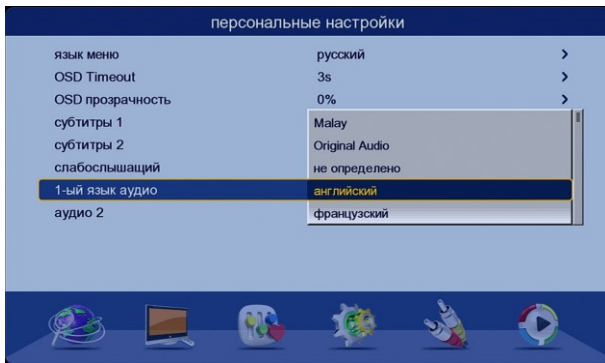 персональные настройки
язык меню русский
OSD Timeout 3s
OSD прозрачность 0%
субтитры 1 Malay
субтитры 2 Original Audio
слабослышащий не определено
1-ый язык аудио английский
аудио 2 французский